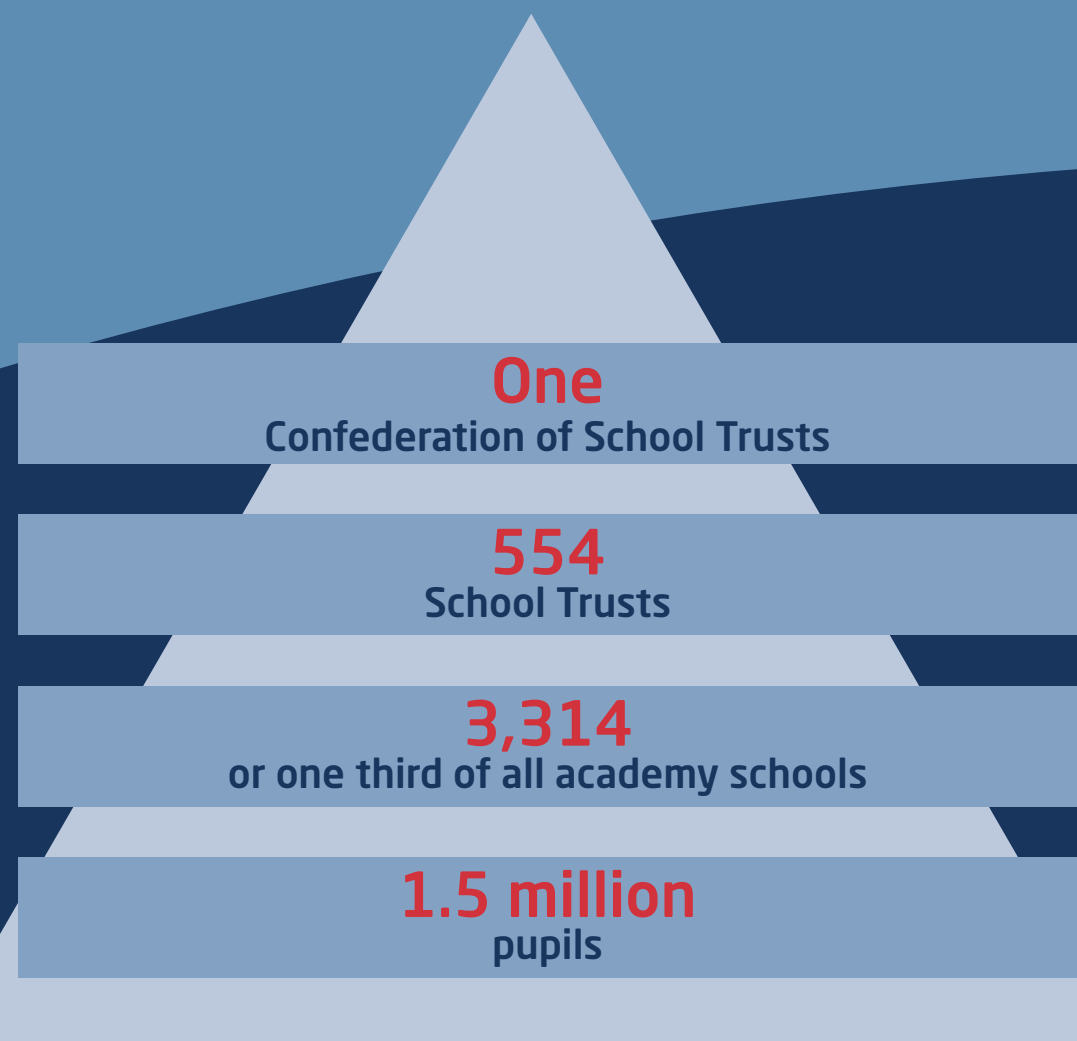 One
Confederation of School Trusts
554
School Trusts
3,314
or one third of all academy schools
1.5 million
pupils